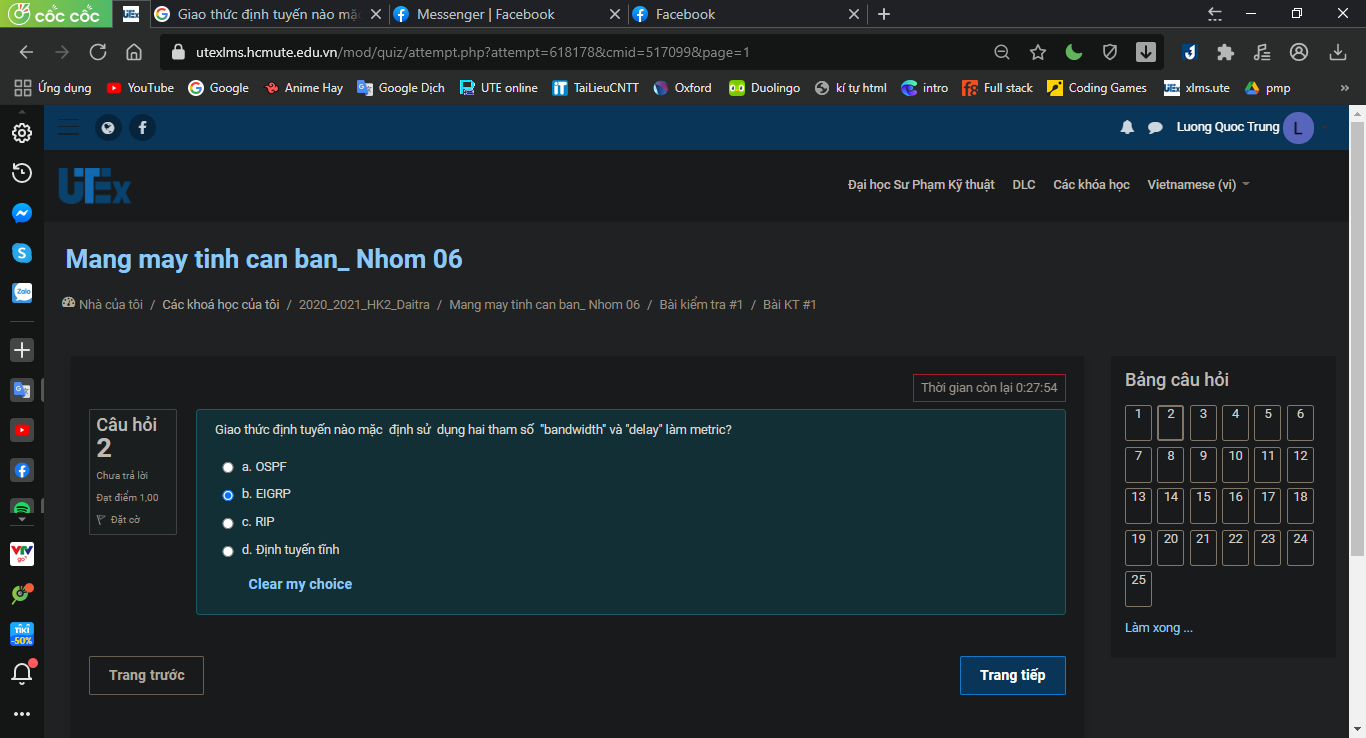 cốc cốc
UTEx
Giao thức định tuyến nào mặc
Messenger | Facebook
Facebook
utexlms.hcmute.edu.vn/mod/quiz/attempt.php?attempt=618178&cmid=517099&page=1
Ứng dụng YouTube Google Anime Hay Google Dịch UTE online TaiLieuCNTT Oxford Duolingo kí tự html intro Full stack Coding Games xlms.ute pmp »
Luong Quoc Trung L
UTEx
Đại học Sư Phạm Kỹ thuật DLC Các khóa học Vietnamese (vi)
Mang may tinh can ban_ Nhom 06
Nhà của tôi / Các khoá học của tôi / 2020_2021_HK2_Daitra / Mang may tinh can ban_ Nhom 06 / Bài kiểm tra #1 / Bài KT #1
Thời gian còn lại 0:27:54
Câu hỏi
2
Chưa trả lời
Đạt điểm 1,00
Đặt cờ
Giao thức định tuyến nào mặc định sử dụng hai tham số "bandwidth" và "delay" làm metric?
a. OSPF
b. EIGRP
c. RIP
d. Định tuyến tĩnh
Clear my choice
Trang trước
Trang tiếp
Bảng câu hỏi
1 2 3 4 5 6
7 8 9 10 11 12
13 14 15 16 17 18
19 20 21 22 23 24
25
Làm xong ...
Zalo
VTV
go
TIKI
-50%